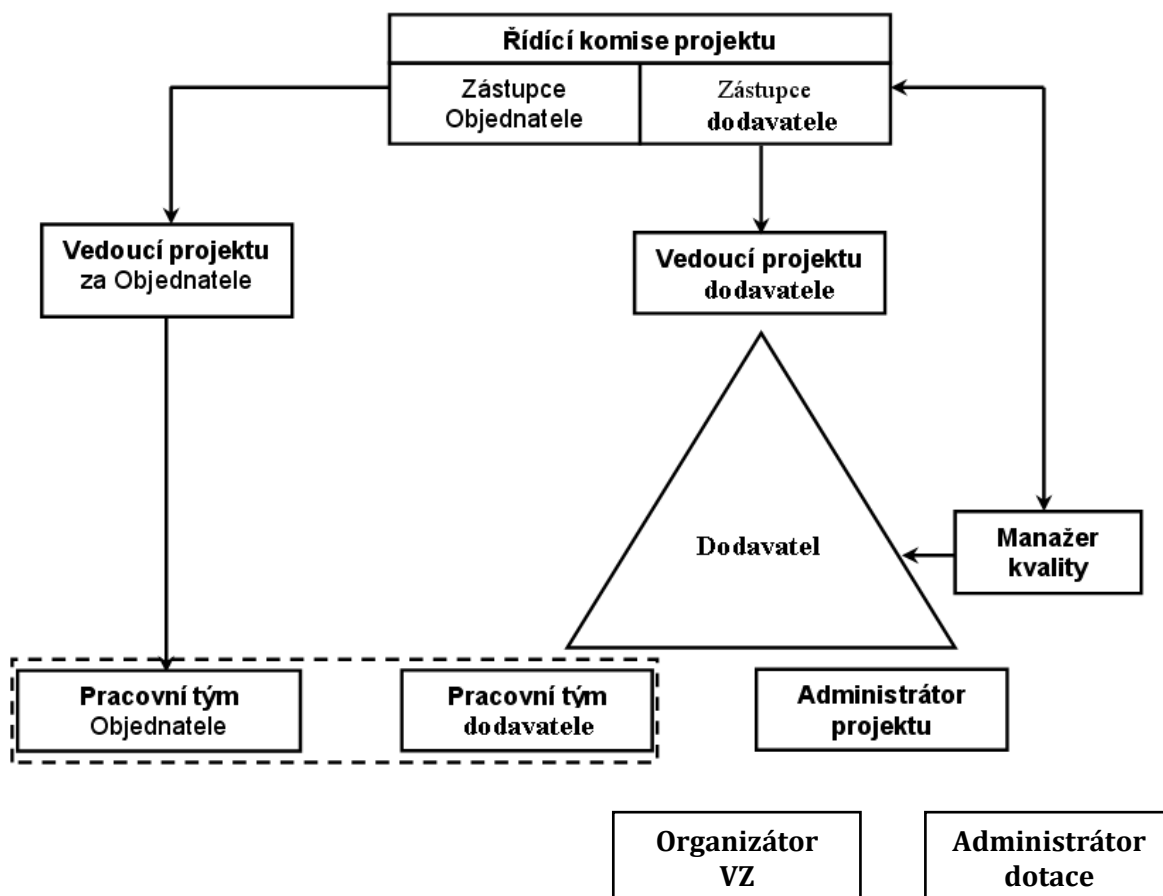 Řídící komise projektu
Zástupce
Objednatele
Zástupce
dodavatele
Vedoucí projektu
za Objednatele
Vedoucí projektu
dodavatele
Dodavatel
Manažer
kvality
Pracovní tým
Objednatele
Pracovní tým
dodavatele
Administrátor
projektu
Organizátor
VZ
Administrátor
dotace